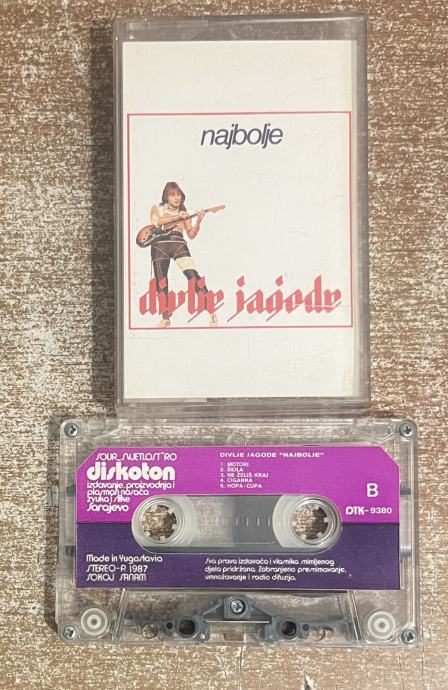 najbolje
divlje jagode
SOUR "SVJETLOST" RO
diskoton
izdavanje, proizvodnja i
plasman nosača
zvuka i slike
Sarajevo
DIVLJE JAGODE "NAJBOLJE"
1. MOTORI
2. ŠEJLA
3. NE ŽELIŠ KRAJ
4. CIGANKA
5. HOPA-CUPA
B
DTK-9380
Made in Yugoslavia
STEREO-P. 1987
SOKOJ SANAM
Sva prava izdavača i vlasnika snimljenog
djela pridržana. Zabranjeno presnimavanje,
umnožavanje i radio difuzija.